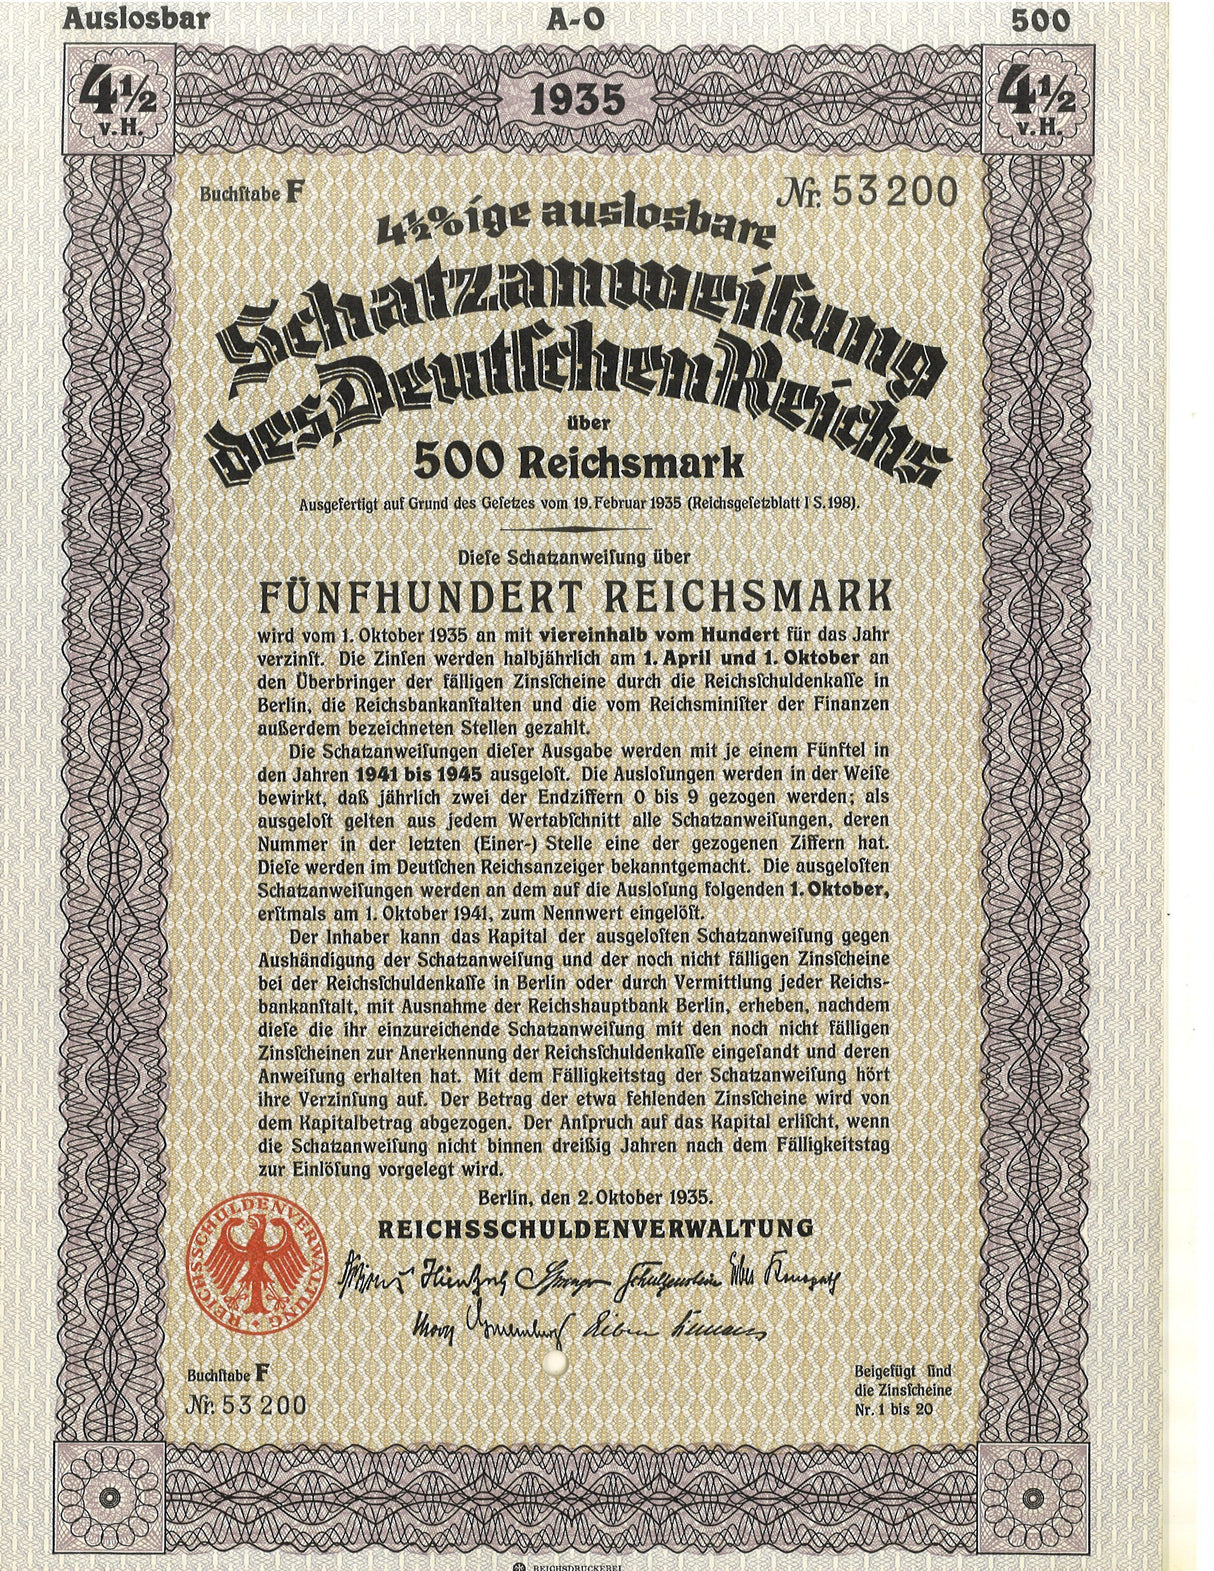 Auslosbar A-O 500
4½ v.H. 1935 4½ v.H.
Buchſtabe F Nr. 53200
4½%ige auslosbare
Schatzanweiſung
des Deutſchen Reichs
über
500 Reichsmark
Ausgefertigt auf Grund des Geſetzes vom 19. Februar 1935 (Reichsgeſetzblatt I S. 198).
Dieſe Schatzanweiſung über
FÜNFHUNDERT REICHSMARK
wird vom 1. Oktober 1935 an mit viereinhalb vom Hundert für das Jahr
verzinſt. Die Zinſen werden halbjährlich am 1. April und 1. Oktober an
den Überbringer der fälligen Zinsſcheine durch die Reichsſchuldenkaſſe in
Berlin, die Reichsbankanſtalten und die vom Reichsminiſter der Finanzen
außerdem bezeichneten Stellen gezahlt.
Die Schatzanweiſungen dieſer Ausgabe werden mit je einem Fünftel in
den Jahren 1941 bis 1945 ausgeloſt. Die Ausloſungen werden in der Weiſe
bewirkt, daß jährlich zwei der Endziffern 0 bis 9 gezogen werden; als
ausgeloſt gelten aus jedem Wertabſchnitt alle Schatzanweiſungen, deren
Nummer in der letzten (Einer-) Stelle eine der gezogenen Ziffern hat.
Dieſe werden im Deutſchen Reichsanzeiger bekanntgemacht. Die ausgeloſten
Schatzanweiſungen werden an dem auf die Ausloſung folgenden 1. Oktober,
erſtmals am 1. Oktober 1941, zum Nennwert eingelöſt.
Der Inhaber kann das Kapital der ausgeloſten Schatzanweiſung gegen
Aushändigung der Schatzanweiſung und der noch nicht fälligen Zinsſcheine
bei der Reichsſchuldenkaſſe in Berlin oder durch Vermittlung jeder Reichs-
bankanſtalt, mit Ausnahme der Reichshauptbank Berlin, erheben, nachdem
dieſe die ihr einzureichende Schatzanweiſung mit den noch nicht fälligen
Zinsſcheinen zur Anerkennung der Reichsſchuldenkaſſe eingeſandt und deren
Anweiſung erhalten hat. Mit dem Fälligkeitstag der Schatzanweiſung hört
ihre Verzinſung auf. Der Betrag der etwa fehlenden Zinsſcheine wird von
dem Kapitalbetrag abgezogen. Der Anſpruch auf das Kapital erliſcht, wenn
die Schatzanweiſung nicht binnen dreißig Jahren nach dem Fälligkeitstag
zur Einlöſung vorgelegt wird.
Berlin, den 2. Oktober 1935.
REICHSSCHULDENVERWALTUNG
REICHSSCHULDENVERWALTUNG
Buchſtabe F
Nr. 53200
Beigefügt ſind
die Zinsſcheine
Nr. 1 bis 20
REICHSDRUCKEREI